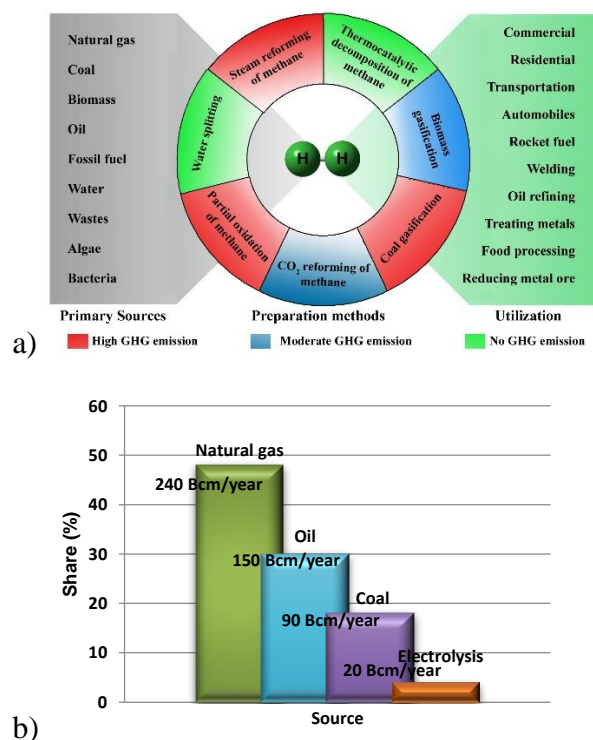 Natural gas
Coal
Biomass
Oil
Fossil fuel
Water
Wastes
Algae
Bacteria
Primary Sources
Steam reforming
of methane
Thermocatalytic
decomposition of
methane
Water splitting
Biomass
gasification
H
H
Partial oxidation
of methane
Coal gasification
CO₂ reforming of
methane
Preparation methods
Commercial
Residential
Transportation
Automobiles
Rocket fuel
Welding
Oil refining
Treating metals
Food processing
Reducing metal ore
Utilization
a)
High GHG emission
Moderate GHG emission
No GHG emission
60
50
40
30
20
10
0
Share (%)
Natural gas
240 Bcm/year
Oil
150 Bcm/year
Coal
90 Bcm/year
Electrolysis
20 Bcm/year
Source
b)